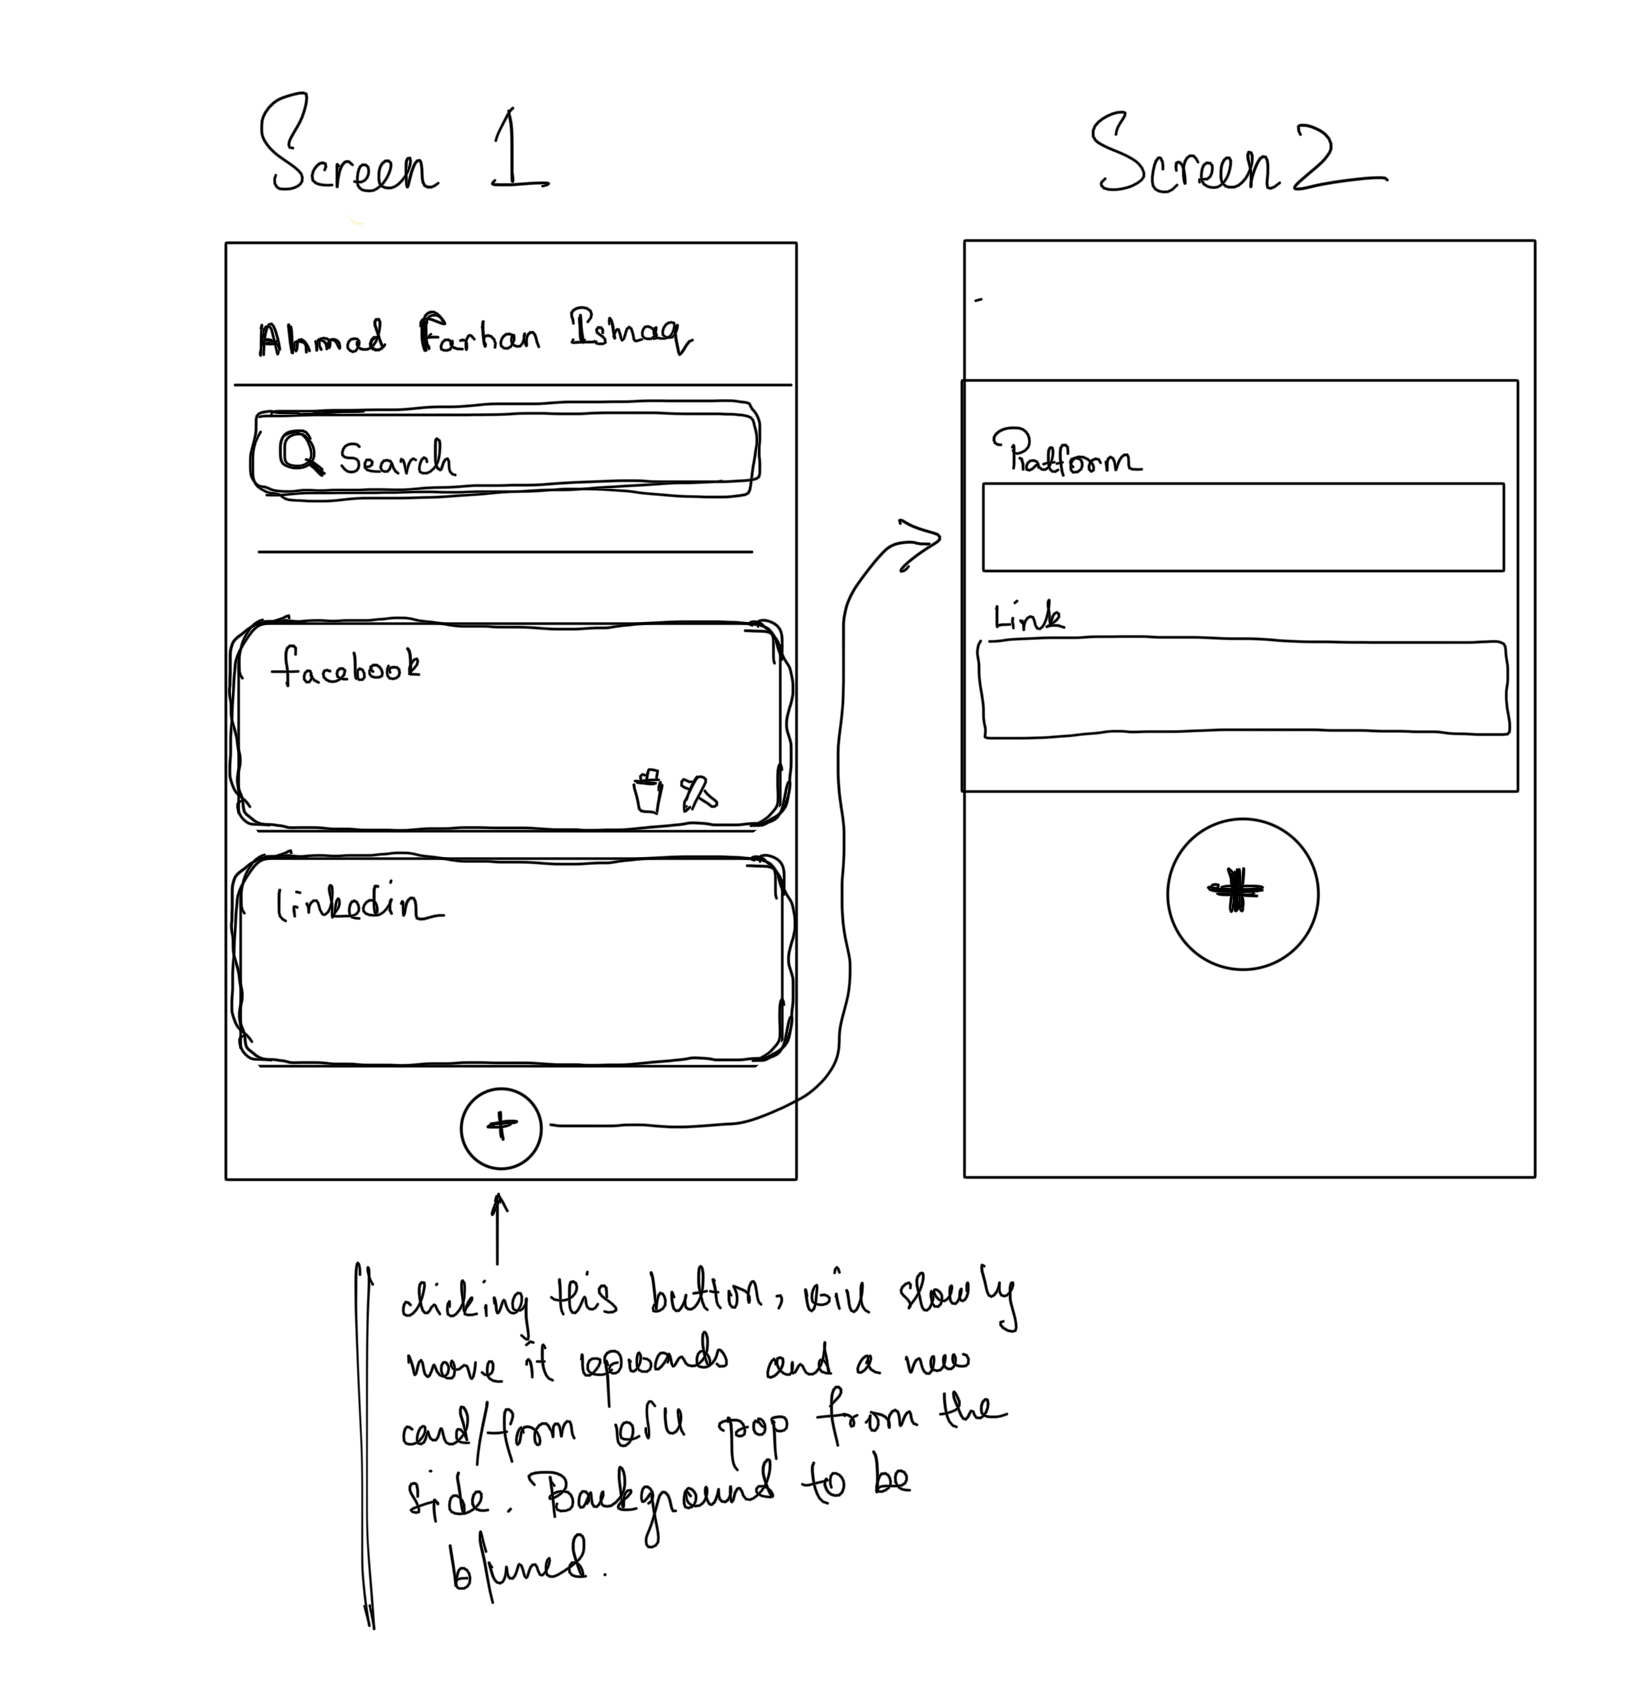 Screen 1
Screen 2
Ahmad Farhan Ishaq
Search
facebook
linkedin
Platform
Link
clicking this button, will slowly
move it upwards and a new
card/form will pop from the
side. Background to be
blurred.